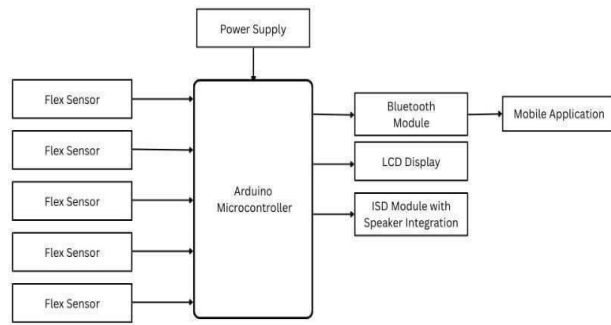 Power Supply
Flex Sensor
Flex Sensor
Flex Sensor
Flex Sensor
Flex Sensor
Arduino
Microcontroller
Bluetooth
Module
Mobile Application
LCD Display
ISD Module with
Speaker Integration